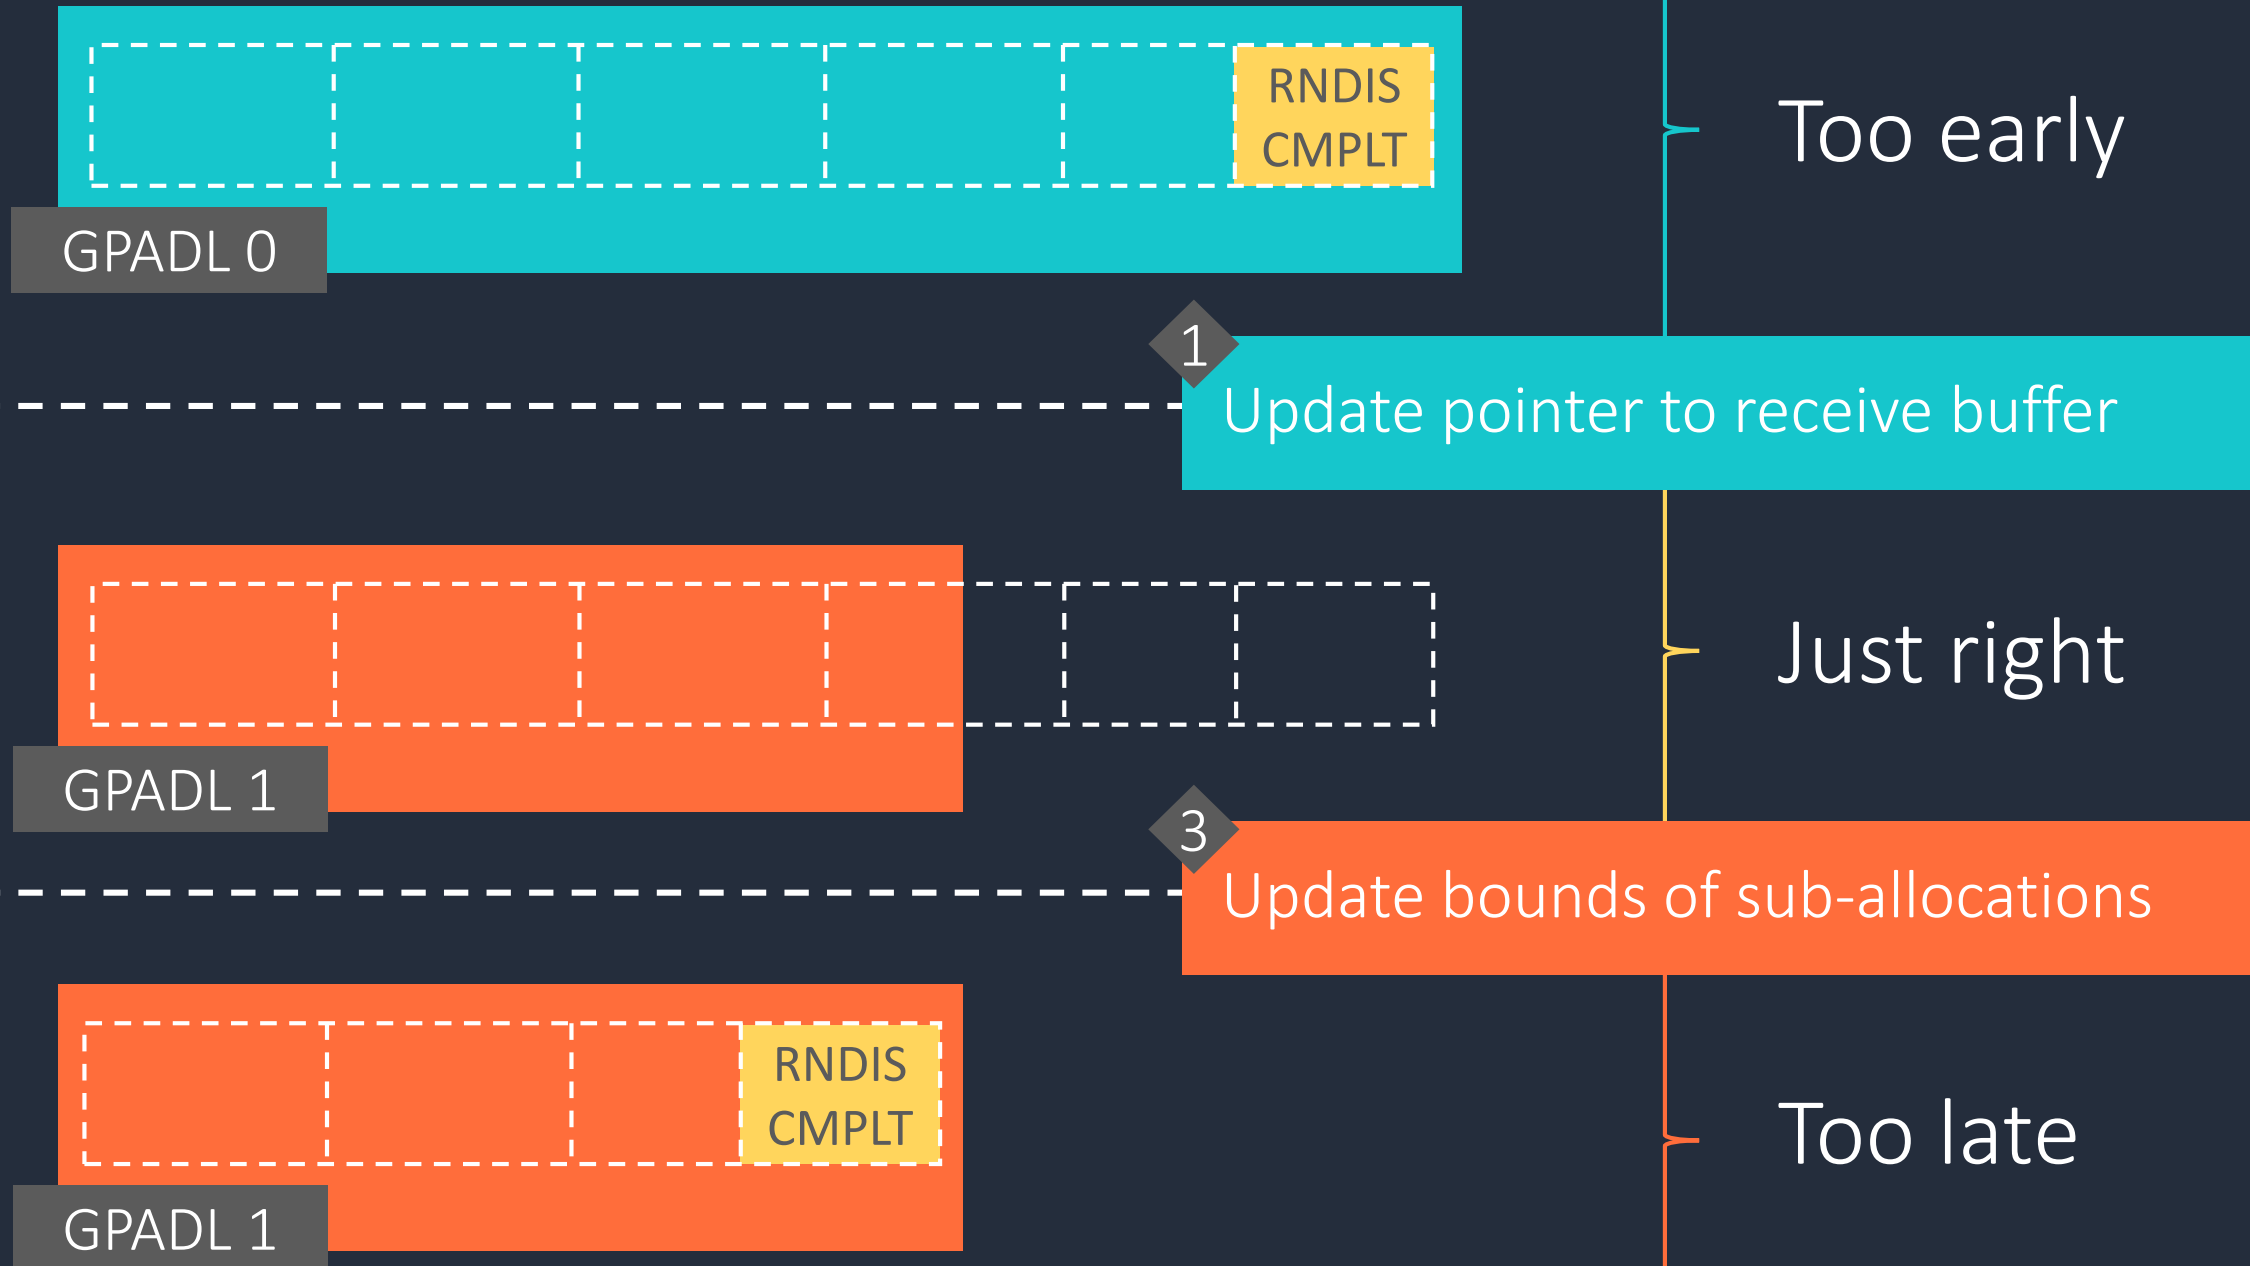 RNDIS
CMPLT
Too early
GPADL 0
1
Update pointer to receive buffer
Just right
GPADL 1
3
Update bounds of sub-allocations
RNDIS
CMPLT
Too late
GPADL 1